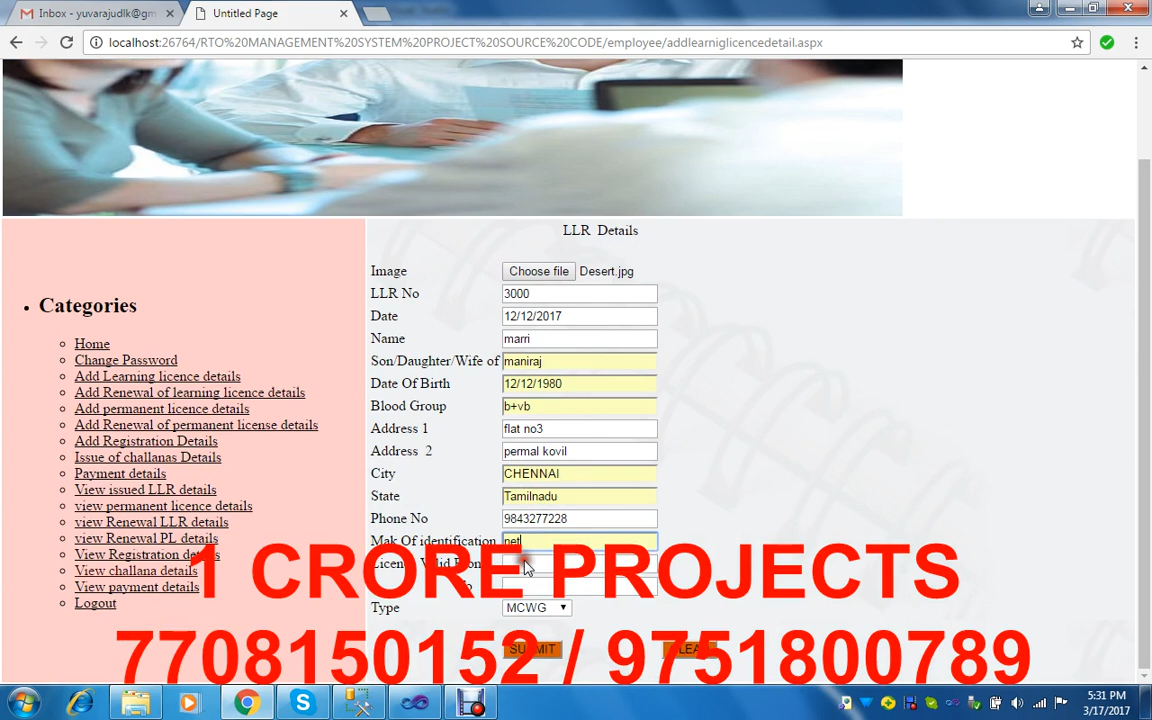 Inbox - yuvarajudlk@gm
Untitled Page
localhost:26764/RTO%20MANAGEMENT%20SYSTEM%20PROJECT%20SOURCE%20CODE/employee/addlearniglicencedetail.aspx
Categories
Home
Change Password
Add Learning licence details
Add Renewal of learning licence details
Add permanent licence details
Add Renewal of permanent license details
Add Registration Details
Issue of challanas Details
Payment details
View issued LLR details
view permanent licence details
view Renewal LLR details
view Renewal PL details
View Registration details
View challana details
View payment details
Logout
LLR Details
Image Choose file Desert.jpg
LLR No 3000
Date 12/12/2017
Name marri
Son/Daughter/Wife of maniraj
Date Of Birth 12/12/1980
Blood Group b+vb
Address 1 flat no3
Address 2 permal kovil
City CHENNAI
State Tamilnadu
Phone No 9843277228
Mak Of identification net
Licence Valid From
Type MCWG
SUBMIT CLEAR
1 CRORE PROJECTS
7708150152 / 9751800789
5:31 PM
3/17/2017